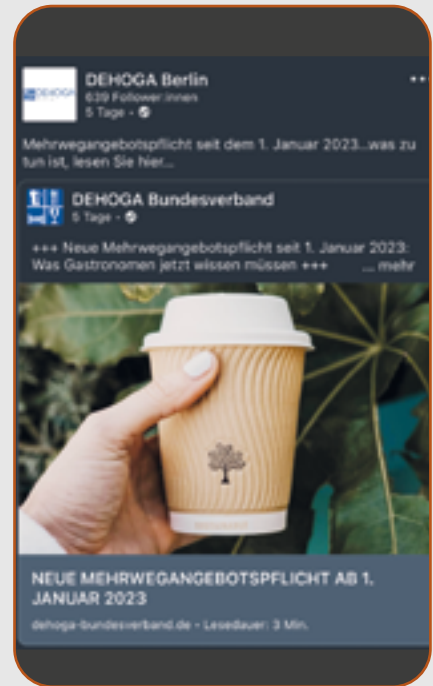 DEHOGA
DEHOGA Berlin
639 Follower:innen
5 Tage •
Mehrwegangebotspflicht seit dem 1. Januar 2023...was zu
tun ist, lesen Sie hier...
DEHOGA Bundesverband
5 Tage •
+++ Neue Mehrwegangebotspflicht seit 1. Januar 2023:
Was Gastronomen jetzt wissen müssen +++ ... mehr
NEUE MEHRWEGANGEBOTSPFLICHT AB 1.
JANUAR 2023
dehoga-bundesverband.de • Lesedauer: 3 Min.